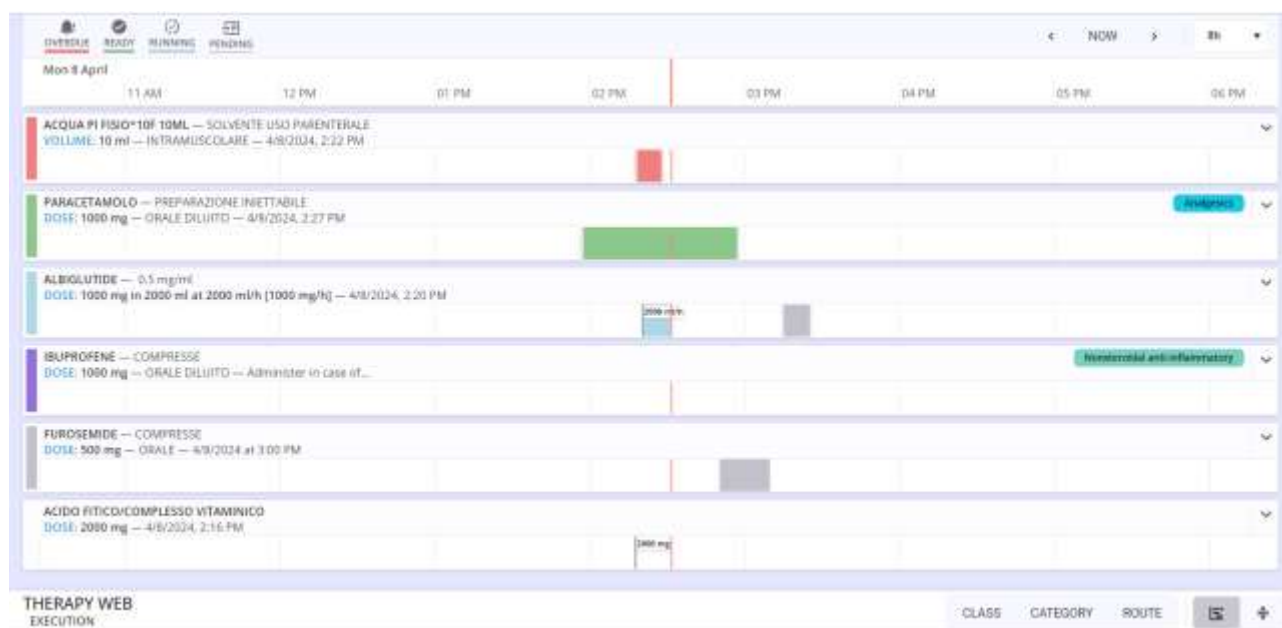 OVERDUE READY RUNNING PENDING
< NOW > 8h
Mon 8 April
11 AM 12 PM 01 PM 02 PM 03 PM 04 PM 05 PM 06 PM
ACQUA PI FISIO*10F 10ML — SOLVENTE USO PARENTERALE
VOLUME: 10 ml — INTRAMUSCOLARE — 4/8/2024, 2:22 PM
PARACETAMOLO — PREPARAZIONE INIETTABILE
Analgesics
DOSE: 1000 mg — ORALE DILUITO — 4/8/2024, 2:27 PM
ALBIGLUTIDE — 0.5 mg/ml
DOSE: 1000 mg in 2000 ml at 2000 ml/h [1000 mg/h] — 4/8/2024, 2:20 PM
2000 ml/h
IBUPROFENE — COMPRESSE
Nonsteroidal anti-inflammatory
DOSE: 1000 mg — ORALE DILUITO — Administer in case of...
FUROSEMIDE — COMPRESSE
DOSE: 500 mg — ORALE — 4/8/2024 at 3:00 PM
ACIDO FITICO/COMPLESSO VITAMINICO
DOSE: 2000 mg — 4/8/2024, 2:16 PM
2000 mg
THERAPY WEB
EXECUTION
CLASS CATEGORY ROUTE